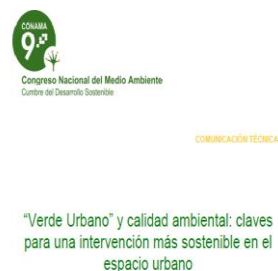 CONAMA
9.º
Congreso Nacional del Medio Ambiente
Cumbre del Desarrollo Sostenible
COMUNICACIÓN TÉCNICA
“Verde Urbano” y calidad ambiental: claves
para una intervención más sostenible en el
espacio urbano